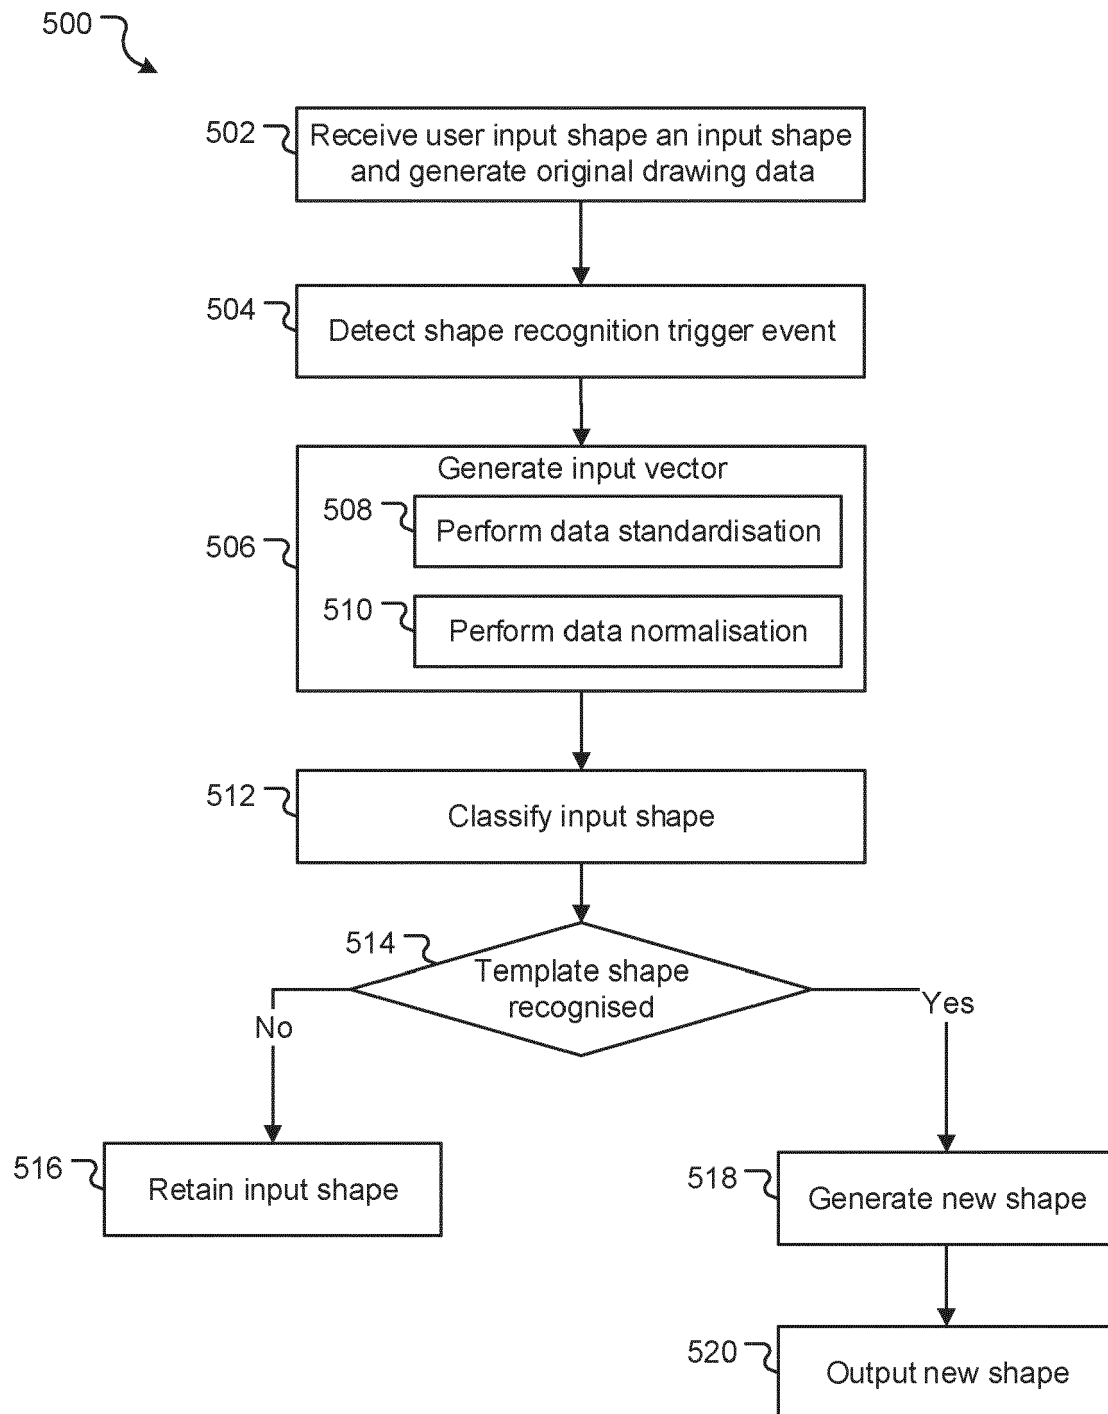 500
502
Receive user input shape an input shape
and generate original drawing data
504
Detect shape recognition trigger event
506
Generate input vector
508
Perform data standardisation
510
Perform data normalisation
512
Classify input shape
514
Template shape
recognised
No
Yes
516
Retain input shape
518
Generate new shape
520
Output new shape